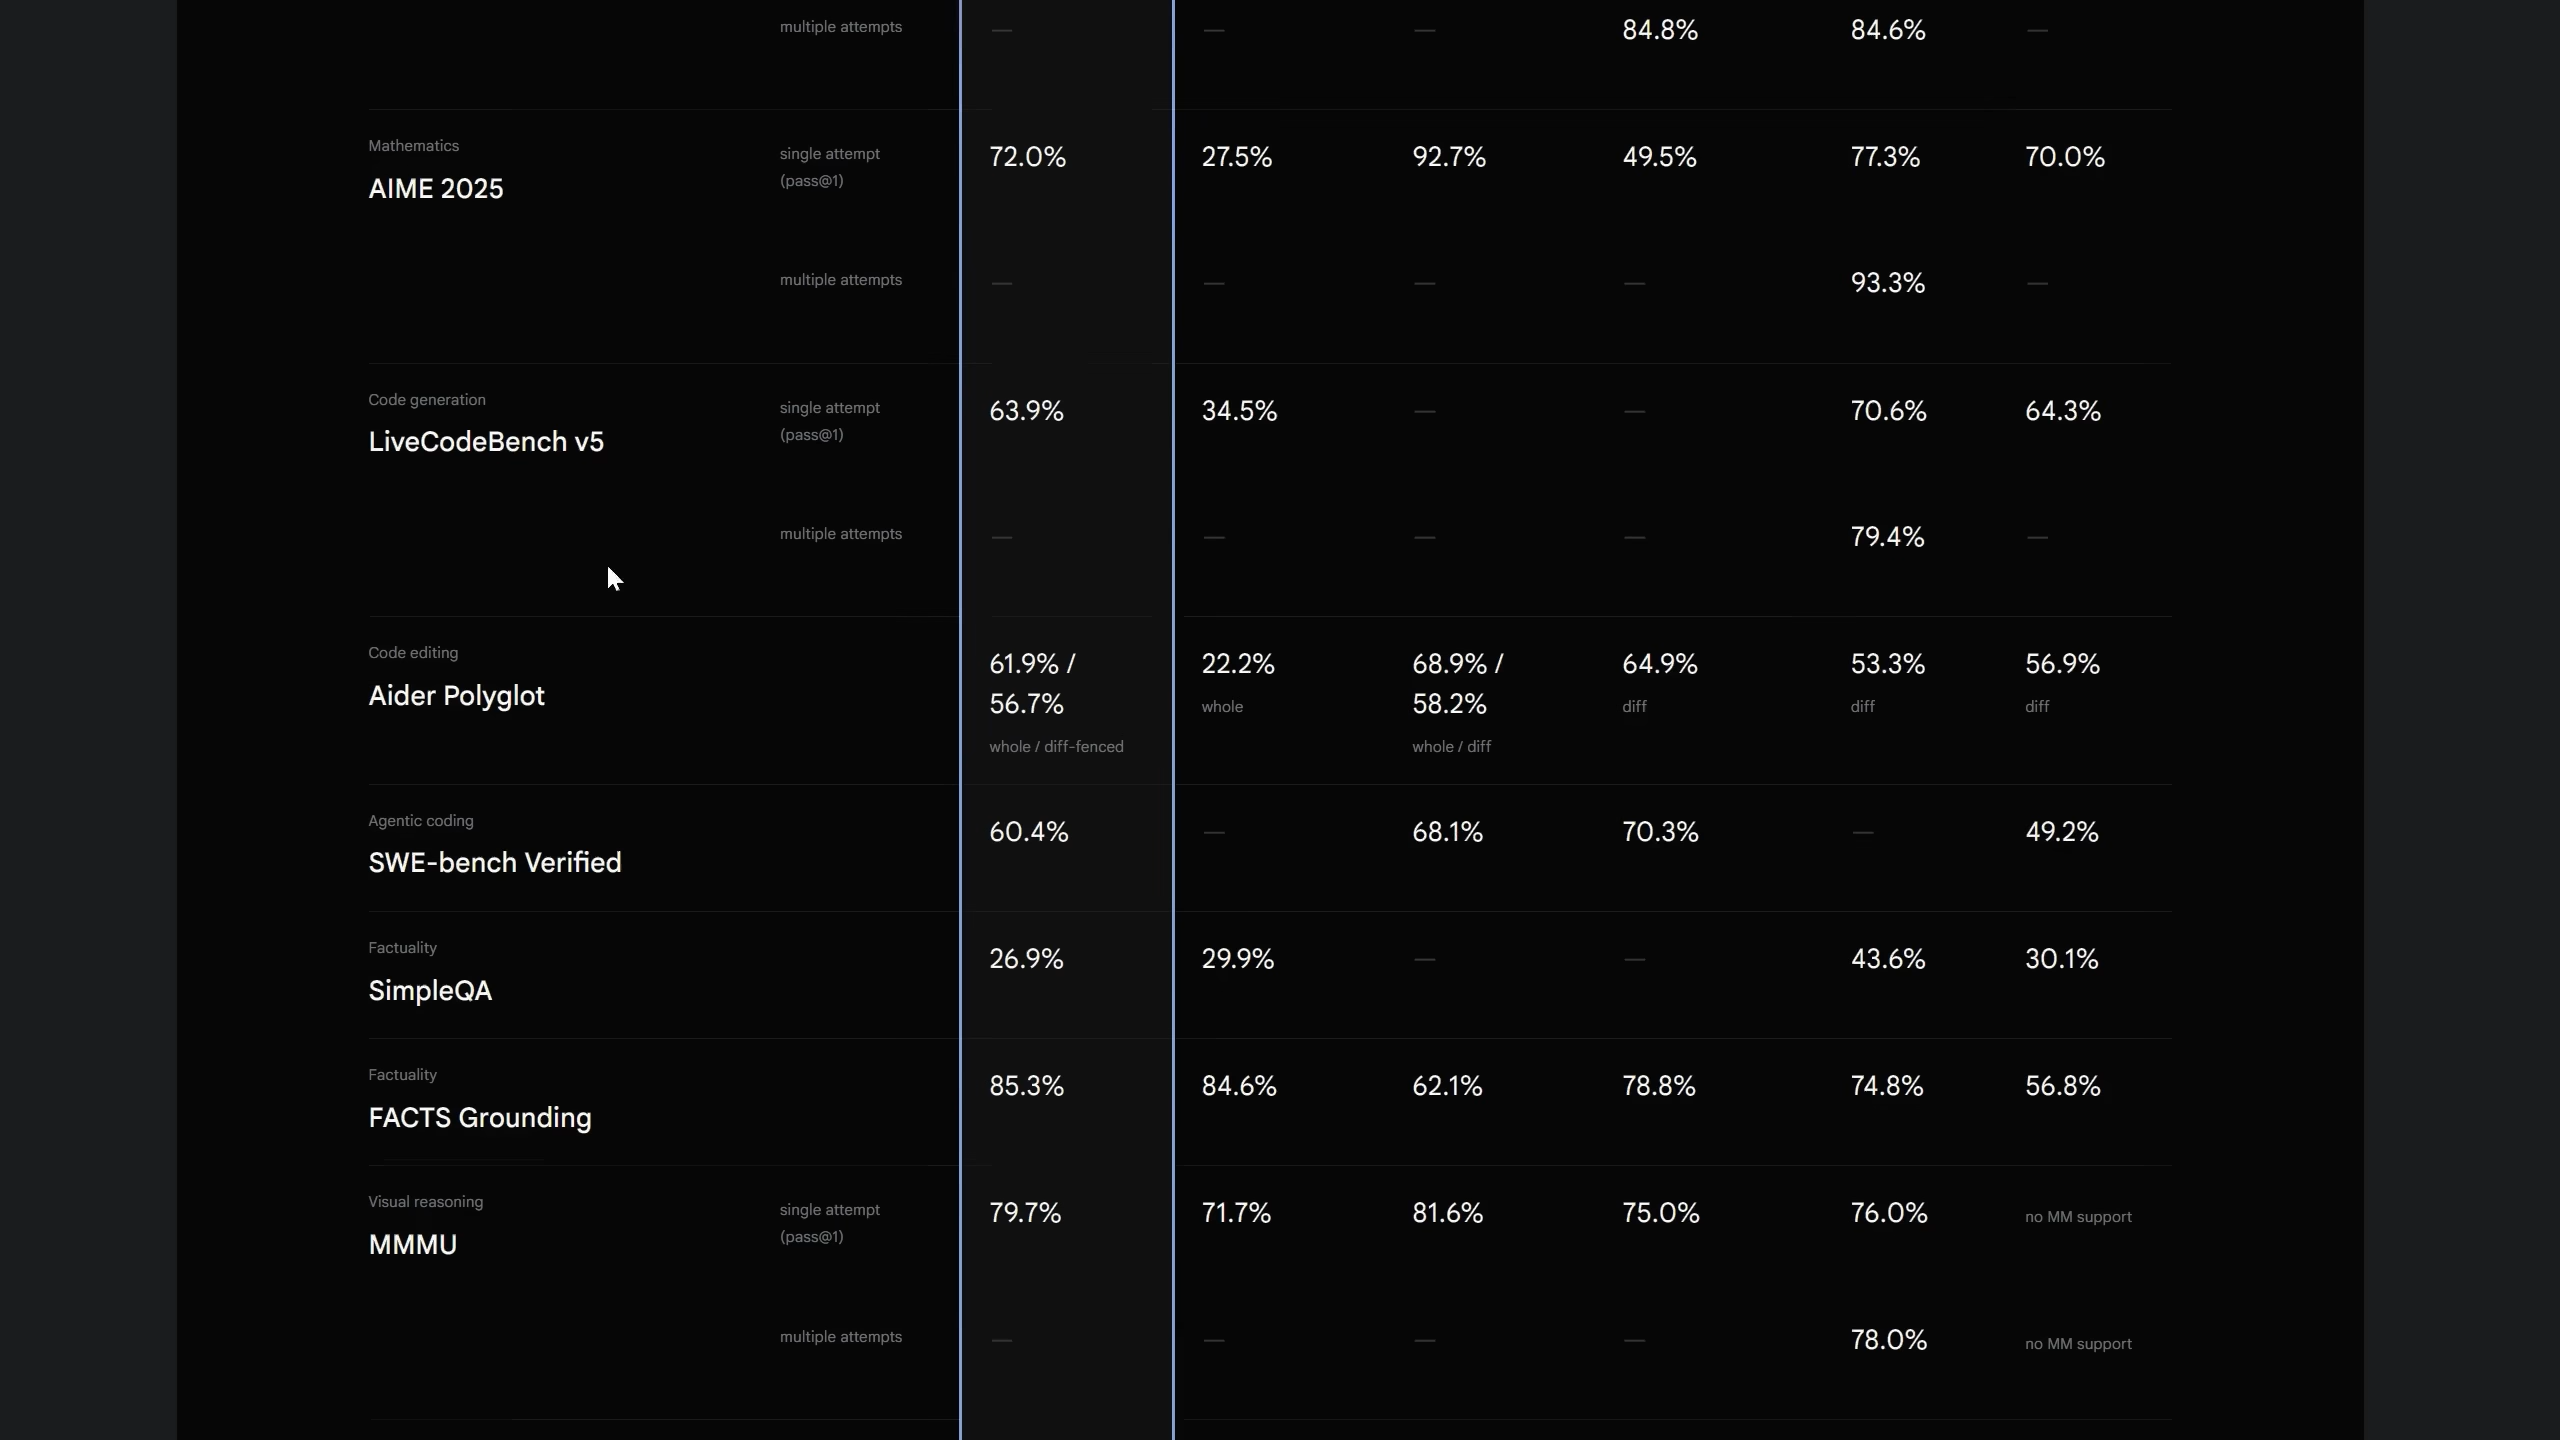 multiple attempts — — — 84.8% 84.6% —
Mathematics
AIME 2025
single attempt
(pass@1)
72.0% 27.5% 92.7% 49.5% 77.3% 70.0%
multiple attempts — — — — 93.3% —
Code generation
LiveCodeBench v5
single attempt
(pass@1)
63.9% 34.5% — — 70.6% 64.3%
multiple attempts — — — — 79.4% —
Code editing
Aider Polyglot
61.9% /
56.7%
whole / diff-fenced
22.2%
whole
68.9% /
58.2%
whole / diff
64.9%
diff
53.3%
diff
56.9%
diff
Agentic coding
SWE-bench Verified
60.4% — 68.1% 70.3% — 49.2%
Factuality
SimpleQA
26.9% 29.9% — — 43.6% 30.1%
Factuality
FACTS Grounding
85.3% 84.6% 62.1% 78.8% 74.8% 56.8%
Visual reasoning
MMMU
single attempt
(pass@1)
79.7% 71.7% 81.6% 75.0% 76.0% no MM support
multiple attempts — — — — 78.0% no MM support